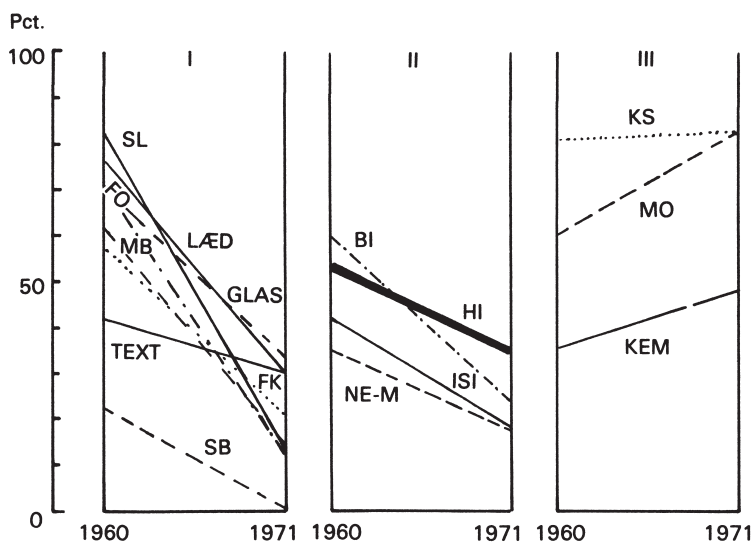 Pct.
100
I
II
III
SL
KS
FO
MB
LÆD
BI
MO
50
GLAS
HI
TEXT
FK
ISI
KEM
NE-M
SB
0
1960
1971
1960
1971
1960
1971